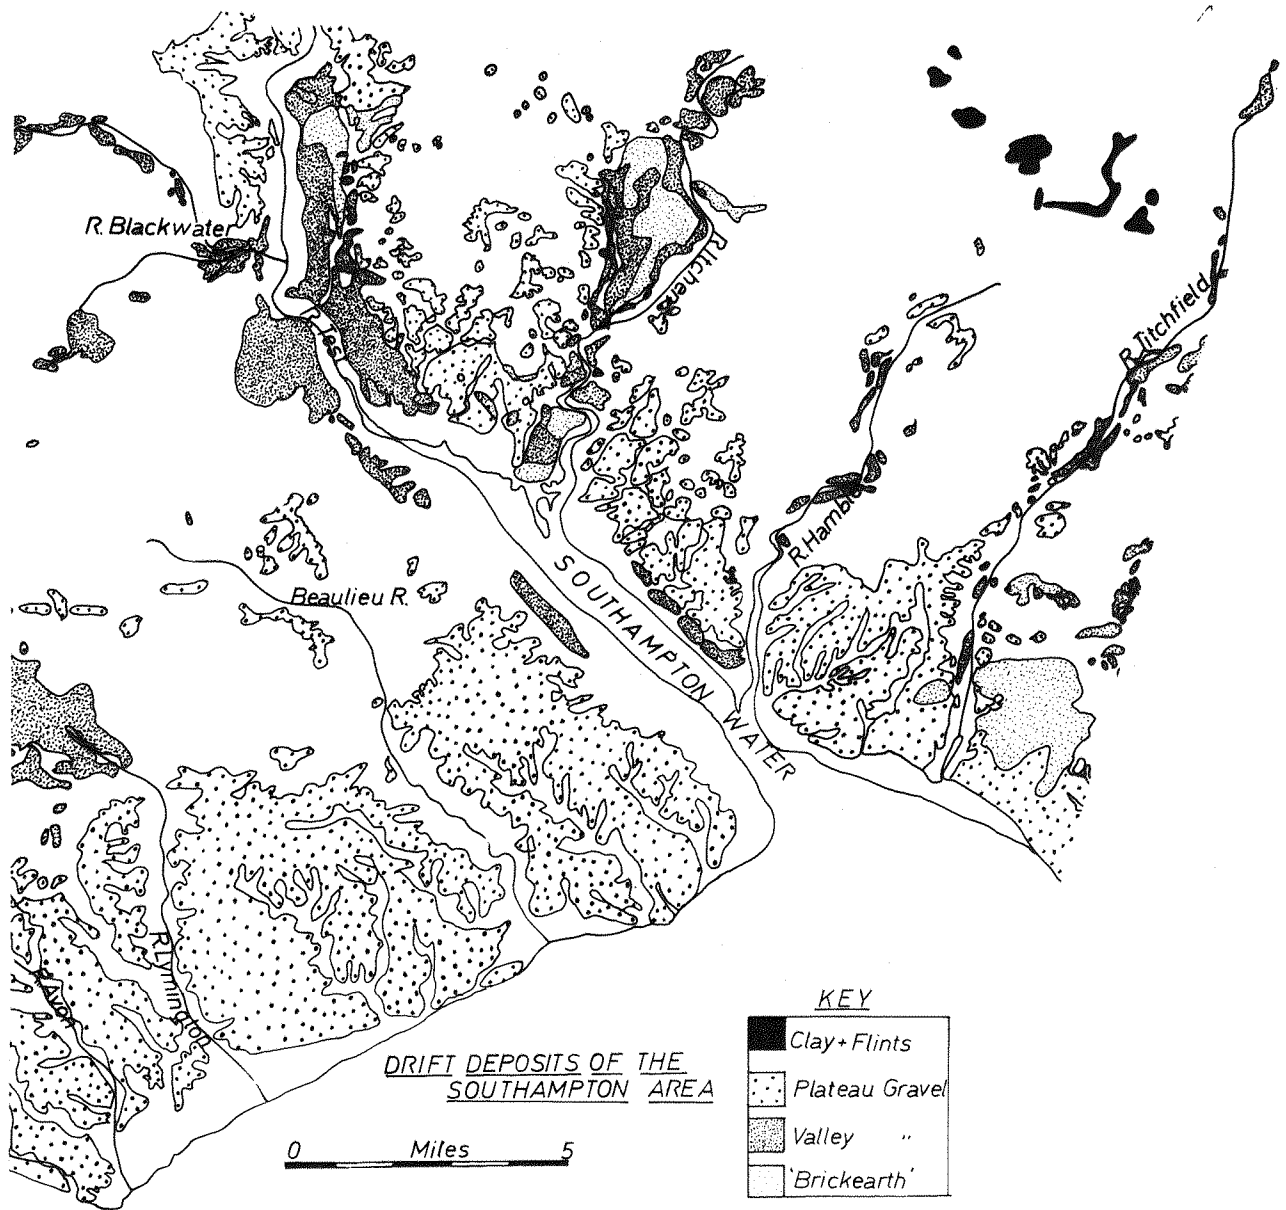 R. Blackwater
R. Test
R. Itchen
R. Titchfield
R. Hamble
Beaulieu R.
SOUTHAMPTON WATER
R. Lymington
R. Avon
DRIFT DEPOSITS OF THE
SOUTHAMPTON AREA
0 Miles 5
KEY
Clay + Flints
Plateau Gravel
Valley "
'Brickearth'